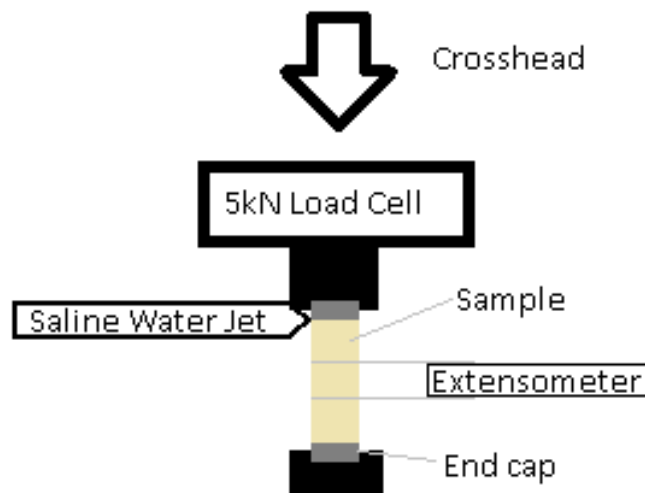 Crosshead
5kN Load Cell
Saline Water Jet
Sample
Extensometer
End cap